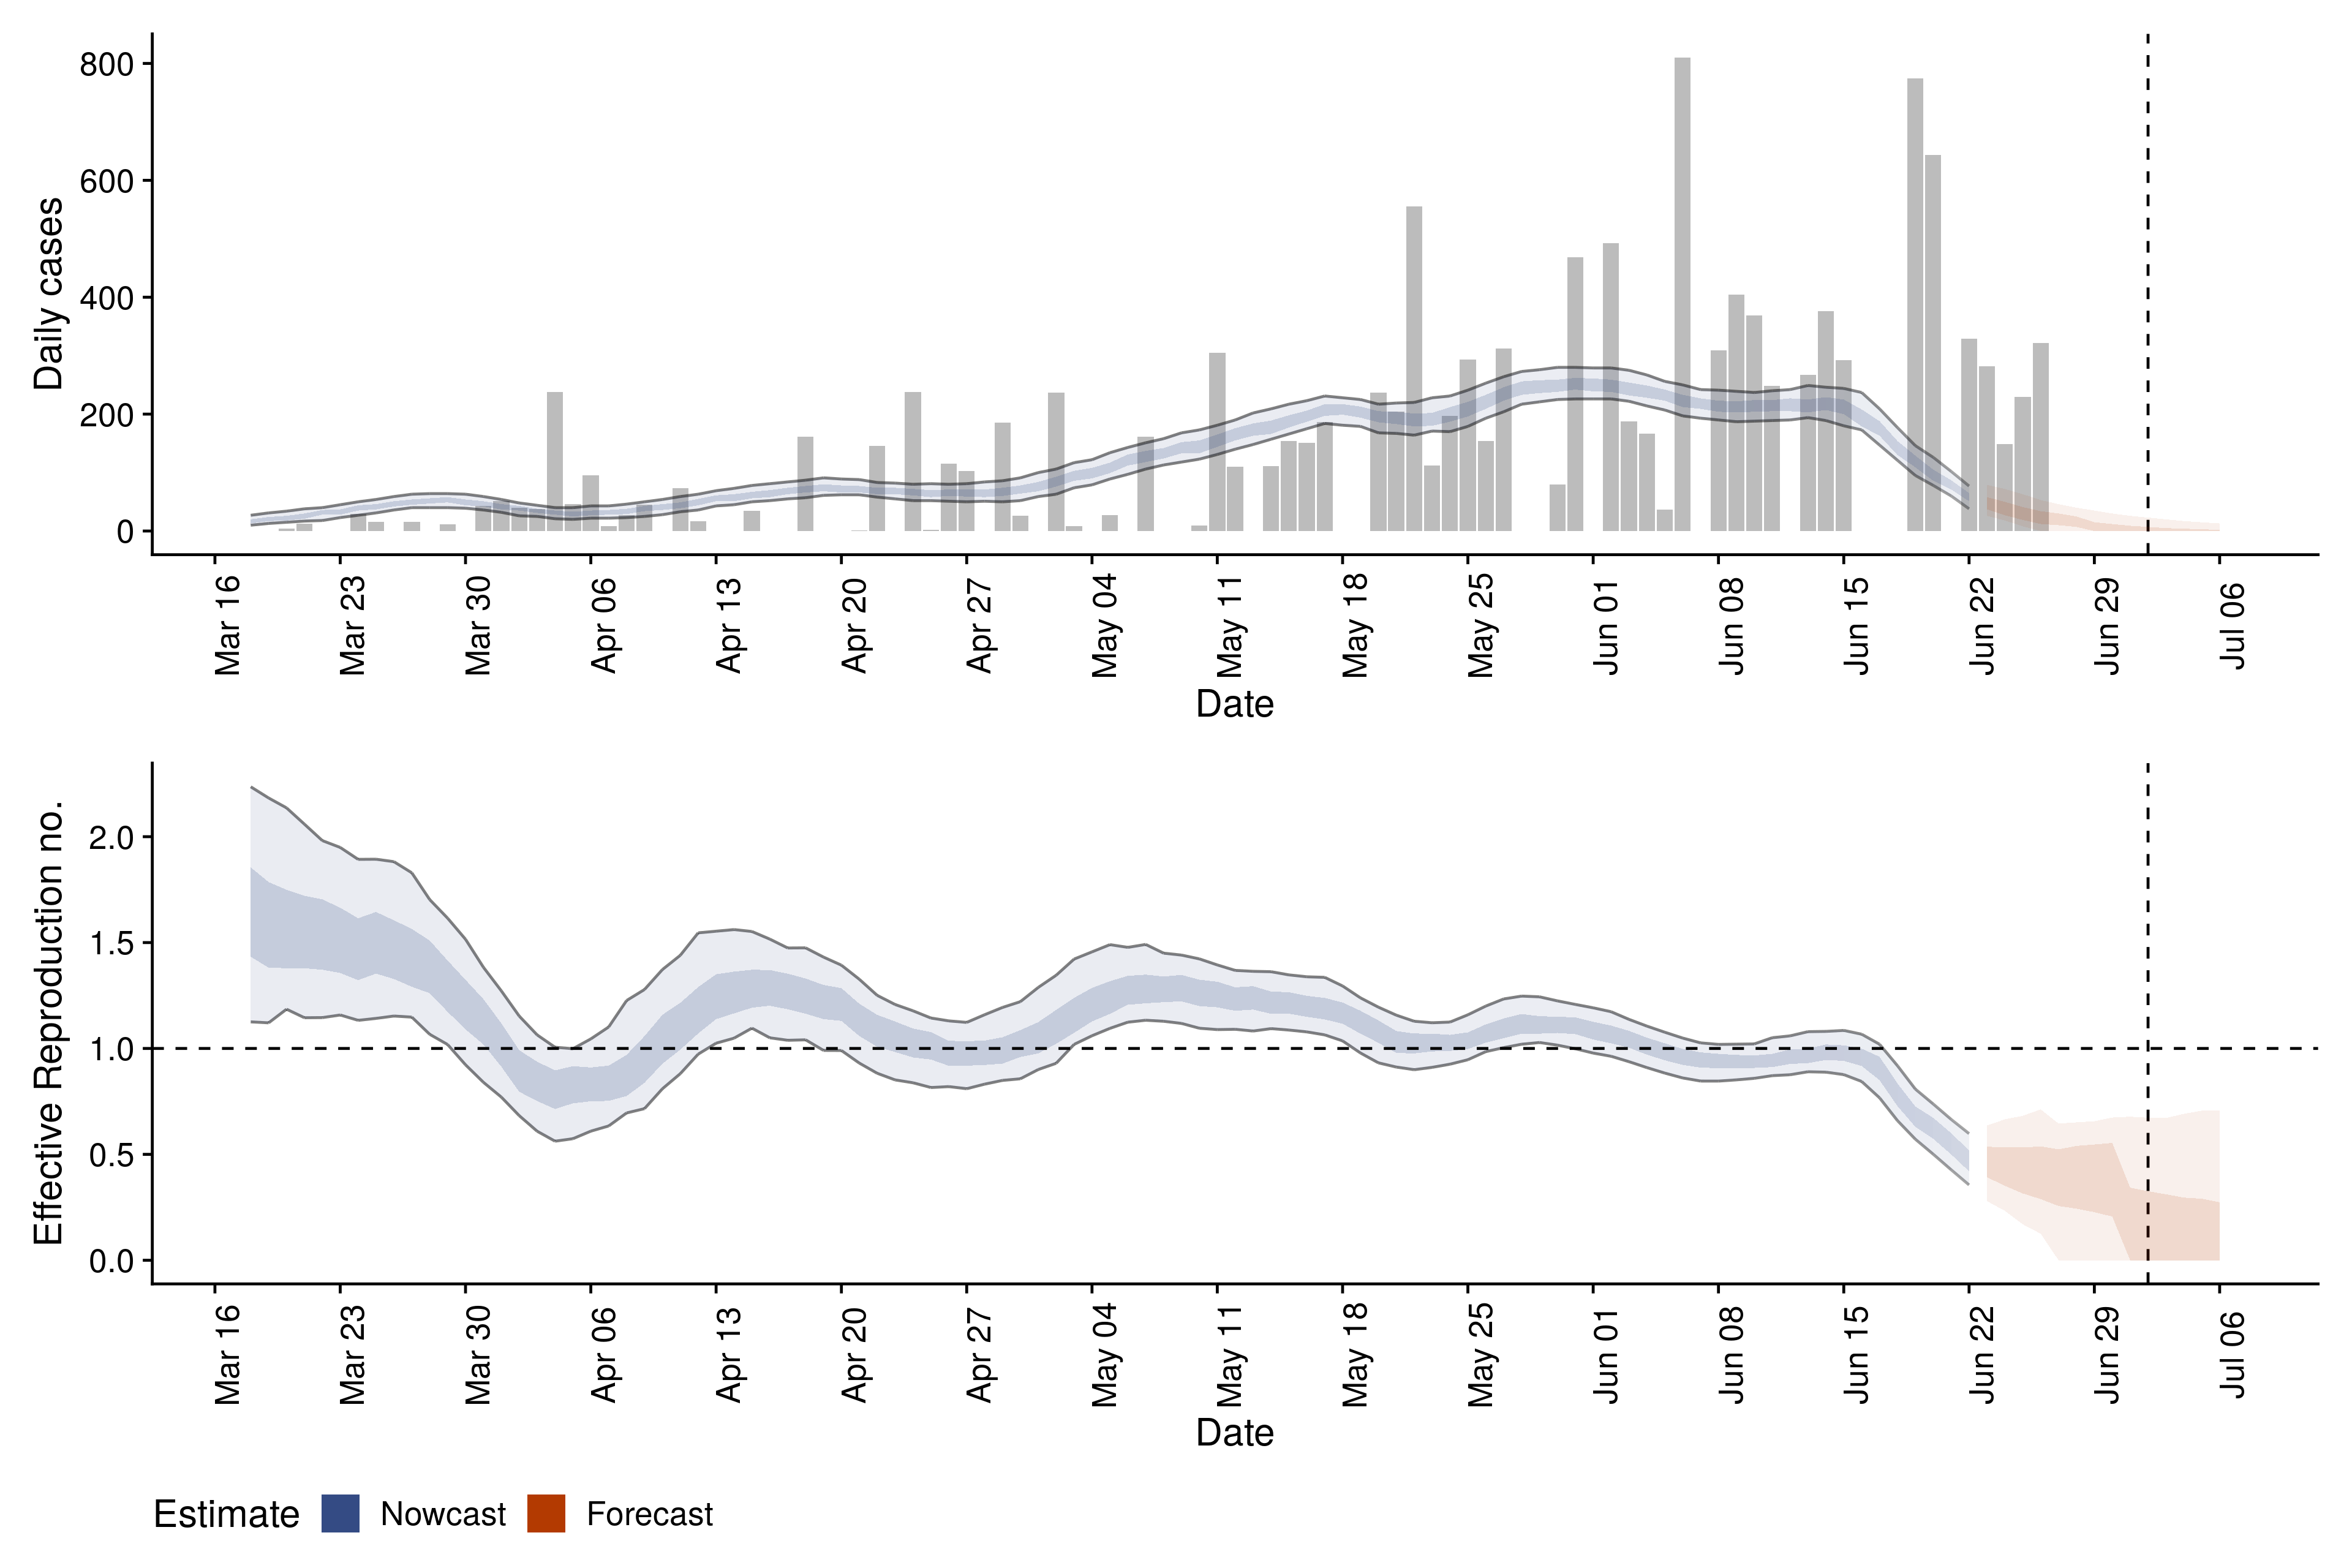 Daily cases
800
600
400
200
0
Mar 16 Mar 23 Mar 30 Apr 06 Apr 13 Apr 20 Apr 27 May 04 May 11 May 18 May 25 Jun 01 Jun 08 Jun 15 Jun 22 Jun 29 Jul 06
Date
Effective Reproduction no.
2.0
1.5
1.0
0.5
0.0
Mar 16 Mar 23 Mar 30 Apr 06 Apr 13 Apr 20 Apr 27 May 04 May 11 May 18 May 25 Jun 01 Jun 08 Jun 15 Jun 22 Jun 29 Jul 06
Date
Estimate Nowcast Forecast